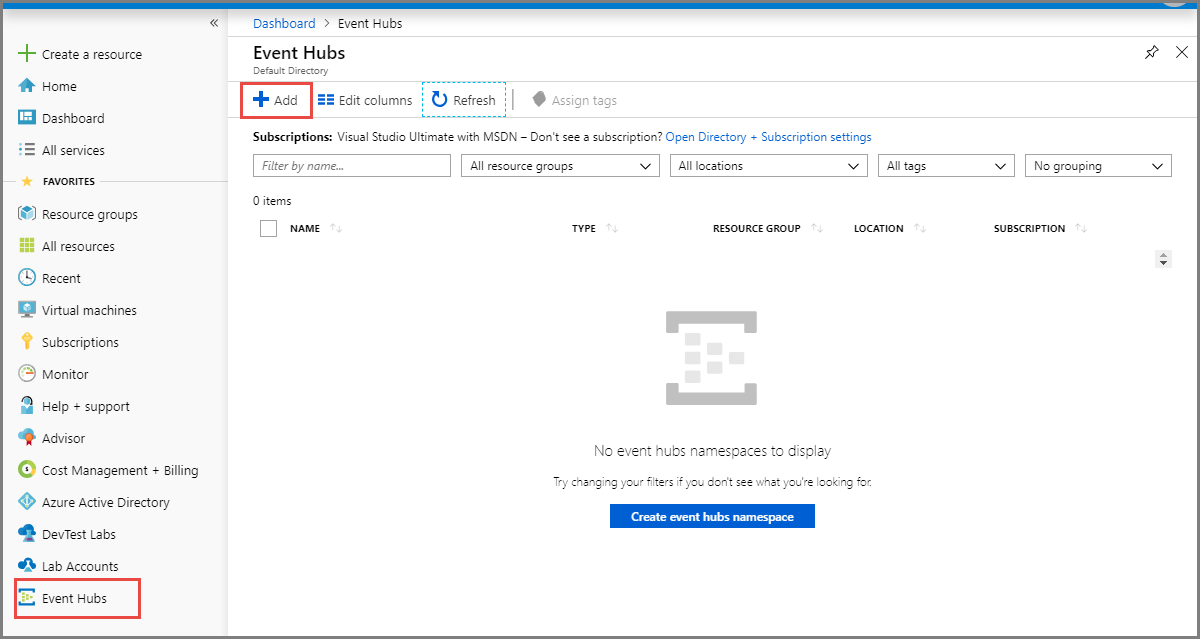 «
Create a resource
Home
Dashboard
All services
FAVORITES
Resource groups
All resources
Recent
Virtual machines
Subscriptions
Monitor
Help + support
Advisor
Cost Management + Billing
Azure Active Directory
DevTest Labs
Lab Accounts
Event Hubs
Dashboard > Event Hubs
Event Hubs
Default Directory
Add Edit columns Refresh Assign tags
Subscriptions: Visual Studio Ultimate with MSDN – Don't see a subscription? Open Directory + Subscription settings
Filter by name... All resource groups All locations All tags No grouping
0 items
NAME TYPE RESOURCE GROUP LOCATION SUBSCRIPTION
No event hubs namespaces to display
Try changing your filters if you don't see what you're looking for.
Create event hubs namespace